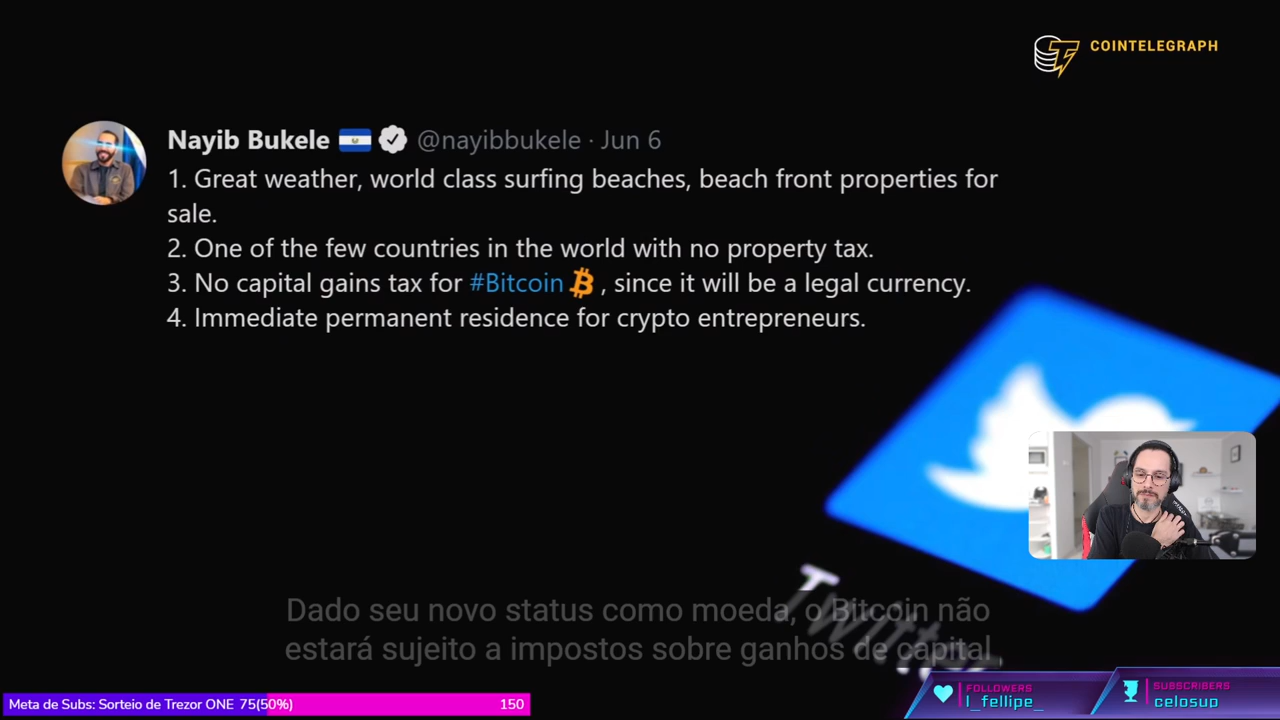 COINTELEGRAPH
Nayib Bukele @nayibbukele · Jun 6
1. Great weather, world class surfing beaches, beach front properties for
sale.
2. One of the few countries in the world with no property tax.
3. No capital gains tax for #Bitcoin , since it will be a legal currency.
4. Immediate permanent residence for crypto entrepreneurs.
Twitter
Dado seu novo status como moeda, o Bitcoin não
estará sujeito a impostos sobre ganhos de capital
Meta de Subs: Sorteio de Trezor ONE 75(50%) 150
FOLLOWERS
l_fellipe_
SUBSCRIBERS
celosup